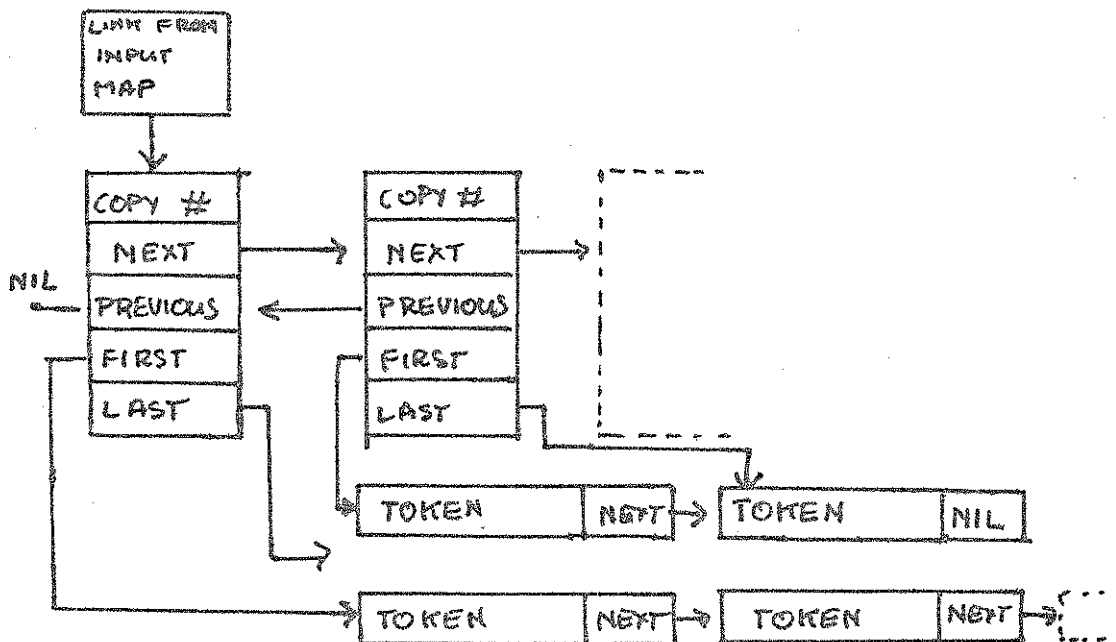 LINK FROM
INPUT
MAP
COPY #
NEXT
NIL
PREVIOUS
FIRST
LAST
COPY #
NEXT
PREVIOUS
FIRST
LAST
TOKEN NEXT TOKEN NIL
TOKEN NEXT TOKEN NEXT